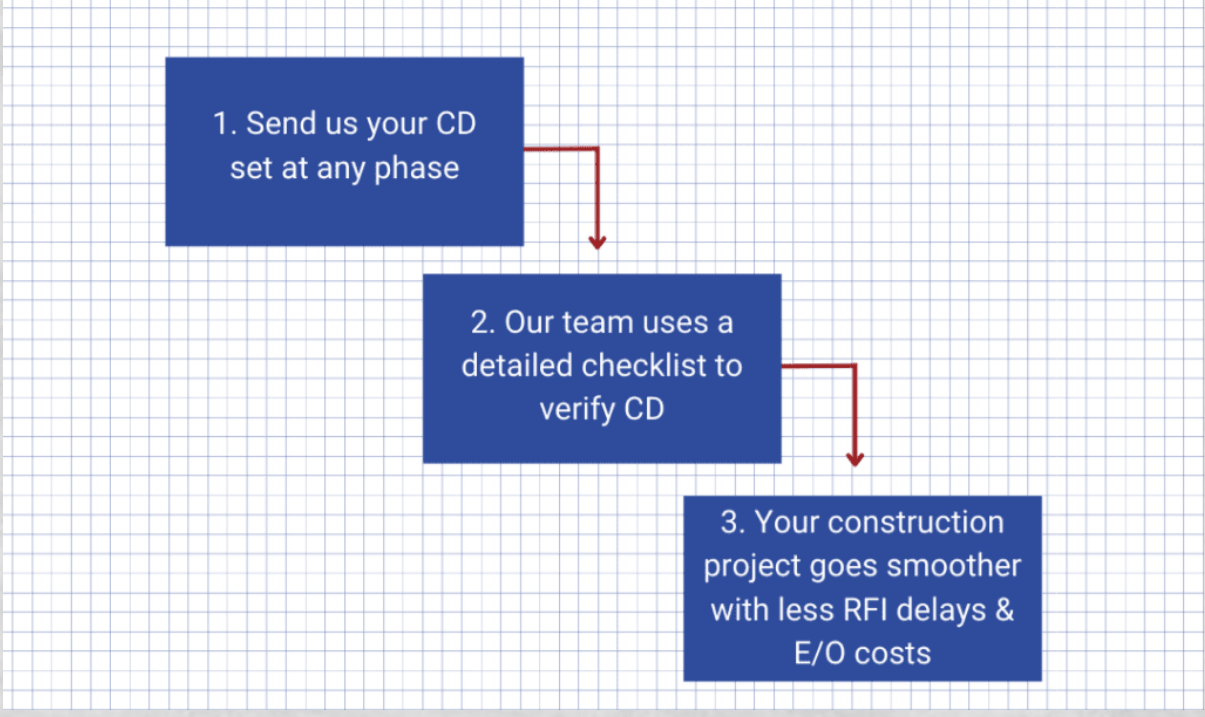 1. Send us your CD
set at any phase
2. Our team uses a
detailed checklist to
verify CD
3. Your construction
project goes smoother
with less RFI delays &
E/O costs